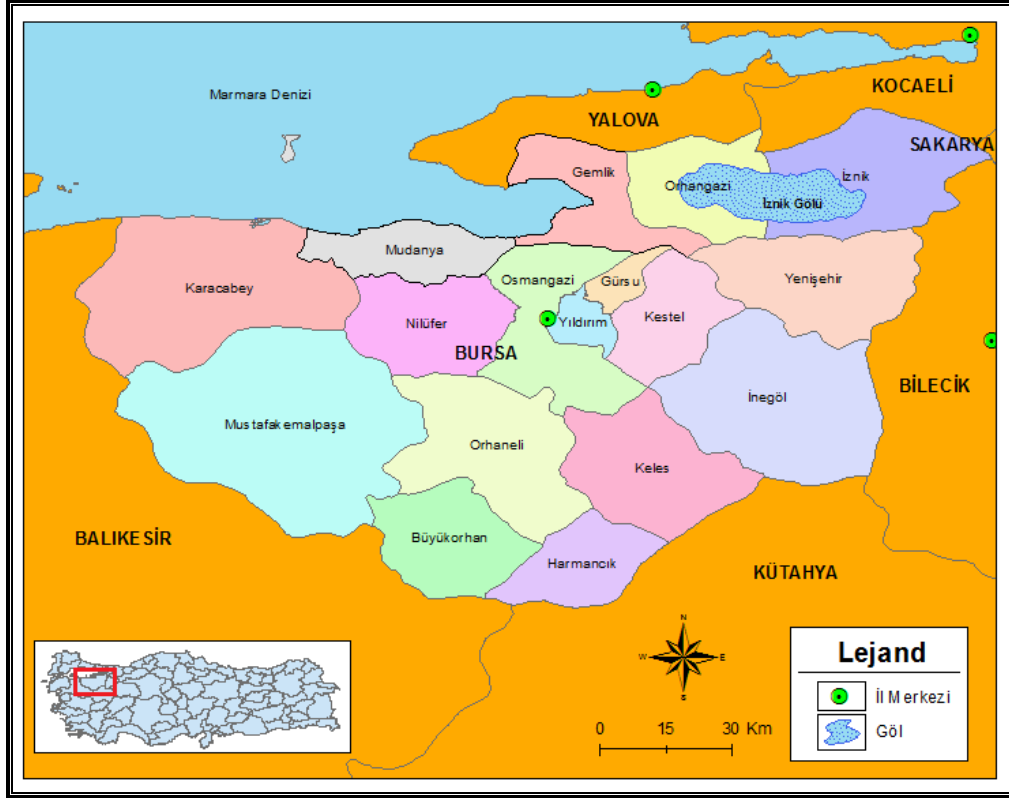 KOCAELİ
Marmara Denizi
YALOVA
SAKARYA
Gemlik
Orhangazi
İznik
İznik Gölü
Mudanya
Osmangazi
Gürsu
Yenişehir
Karacabey
Nilüfer
Yıldırım
Kestel
BURSA
BİLECİK
İnegöl
Mustafakemalpaşa
Orhaneli
Keles
BALIKESİR
Büyükorhan
Harmancık
KÜTAHYA
N
W
E
S
0 15 30 Km
Lejand
İl Merkezi
Göl